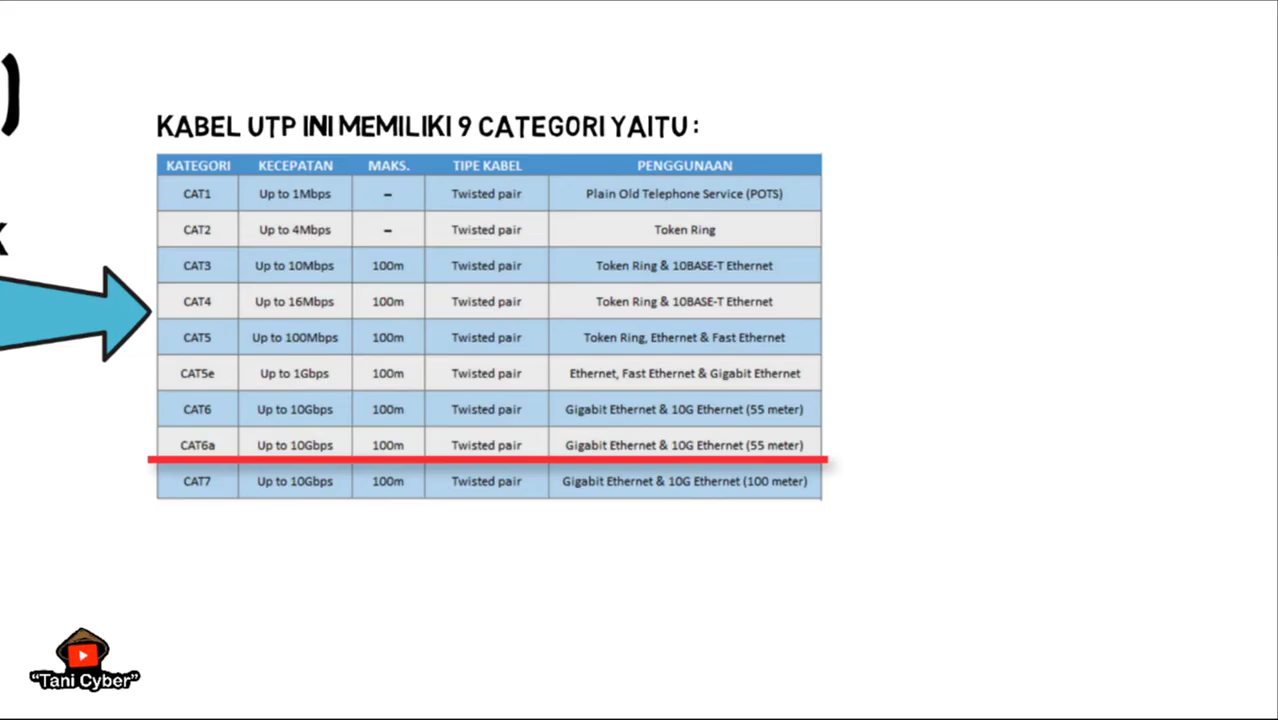 )
K
KABEL UTP INI MEMILIKI 9 CATEGORI YAITU :
KATEGORI KECEPATAN MAKS. TIPE KABEL PENGGUNAAN
CAT1 Up to 1Mbps – Twisted pair Plain Old Telephone Service (POTS)
CAT2 Up to 4Mbps – Twisted pair Token Ring
CAT3 Up to 10Mbps 100m Twisted pair Token Ring & 10BASE-T Ethernet
CAT4 Up to 16Mbps 100m Twisted pair Token Ring & 10BASE-T Ethernet
CAT5 Up to 100Mbps 100m Twisted pair Token Ring, Ethernet & Fast Ethernet
CAT5e Up to 1Gbps 100m Twisted pair Ethernet, Fast Ethernet & Gigabit Ethernet
CAT6 Up to 10Gbps 100m Twisted pair Gigabit Ethernet & 10G Ethernet (55 meter)
CAT6a Up to 10Gbps 100m Twisted pair Gigabit Ethernet & 10G Ethernet (55 meter)
CAT7 Up to 10Gbps 100m Twisted pair Gigabit Ethernet & 10G Ethernet (100 meter)
“Tani Cyber”